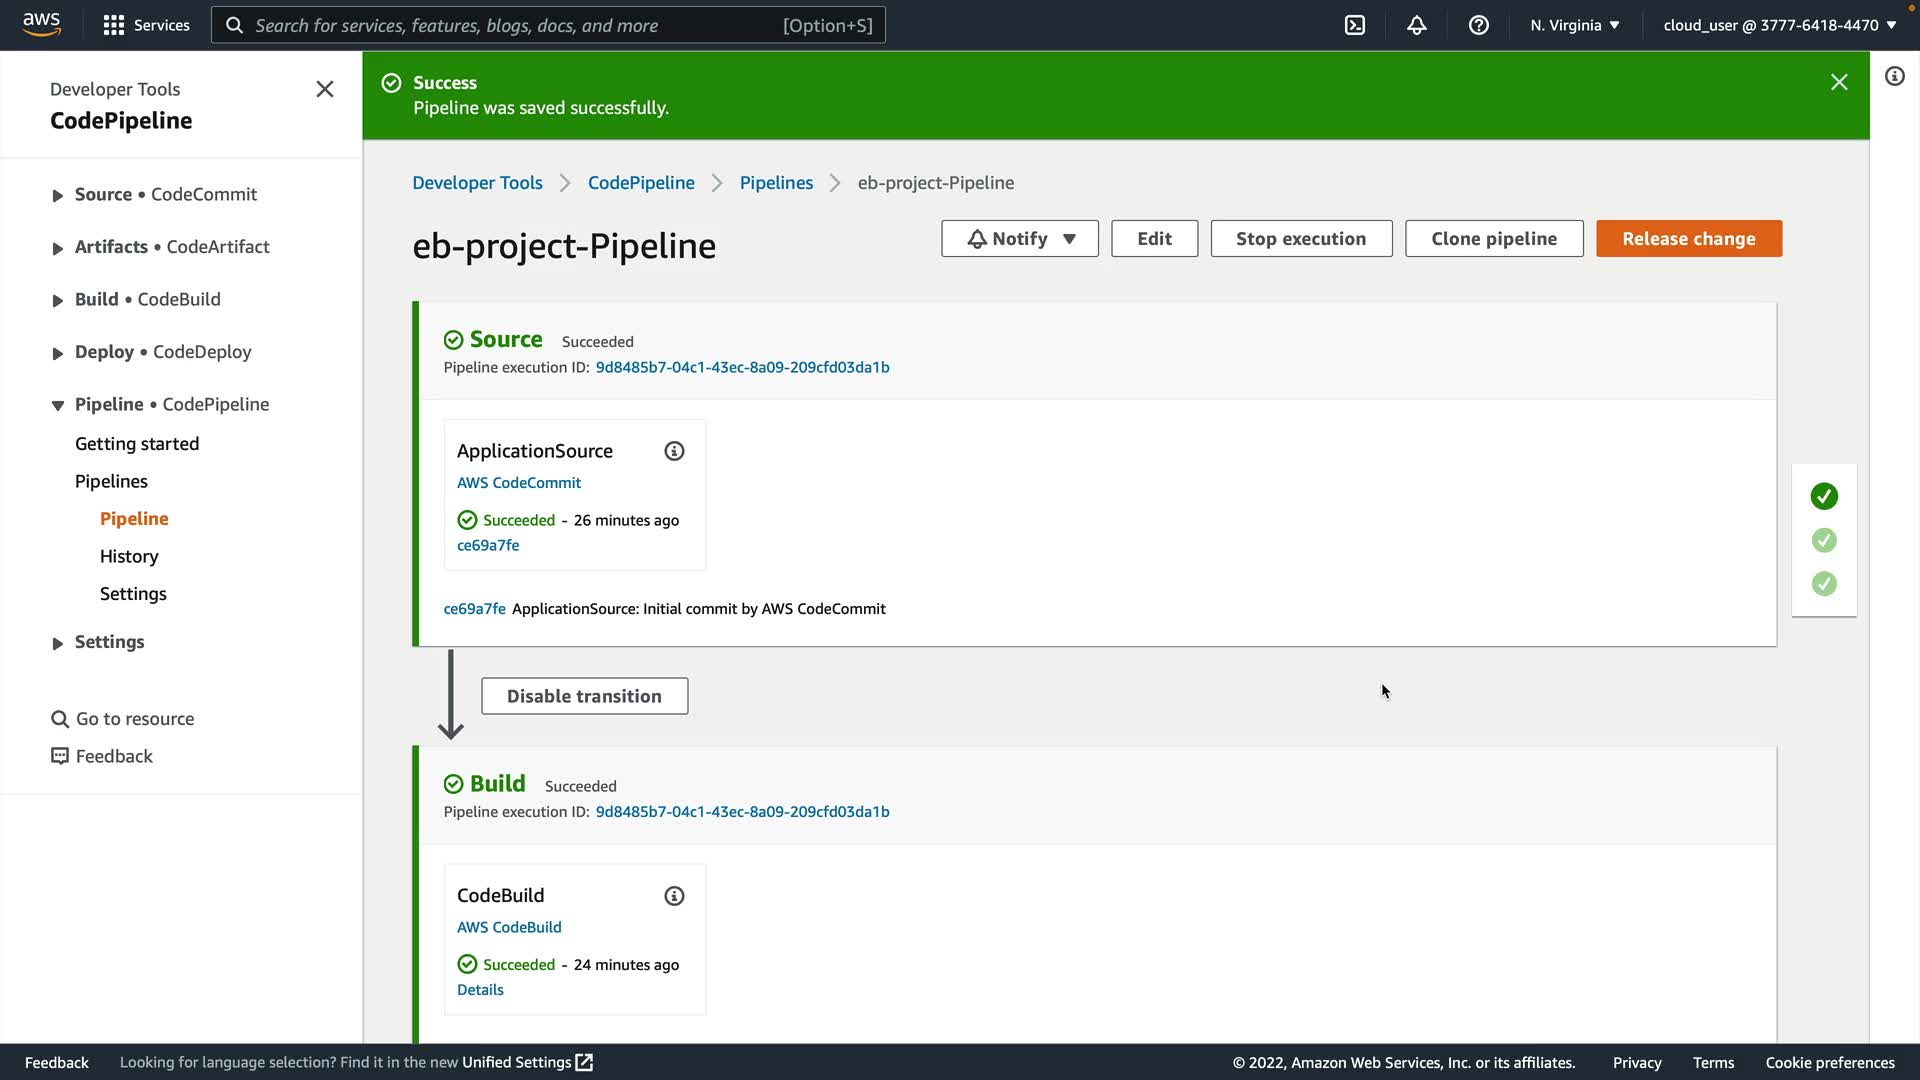 aws
Services
Search for services, features, blogs, docs, and more [Option+S]
N. Virginia
cloud_user @ 3777-6418-4470
Developer Tools
CodePipeline
Source • CodeCommit
Artifacts • CodeArtifact
Build • CodeBuild
Deploy • CodeDeploy
Pipeline • CodePipeline
Getting started
Pipelines
Pipeline
History
Settings
Settings
Go to resource
Feedback
Success
Pipeline was saved successfully.
Developer Tools
CodePipeline
Pipelines
eb-project-Pipeline
eb-project-Pipeline
Notify
Edit
Stop execution
Clone pipeline
Release change
Source Succeeded
Pipeline execution ID: 9d8485b7-04c1-43ec-8a09-209cfd03da1b
ApplicationSource
AWS CodeCommit
Succeeded - 26 minutes ago
ce69a7fe
ce69a7fe ApplicationSource: Initial commit by AWS CodeCommit
Disable transition
Build Succeeded
Pipeline execution ID: 9d8485b7-04c1-43ec-8a09-209cfd03da1b
CodeBuild
AWS CodeBuild
Succeeded - 24 minutes ago
Details
Feedback
Looking for language selection? Find it in the new Unified Settings
© 2022, Amazon Web Services, Inc. or its affiliates.
Privacy
Terms
Cookie preferences